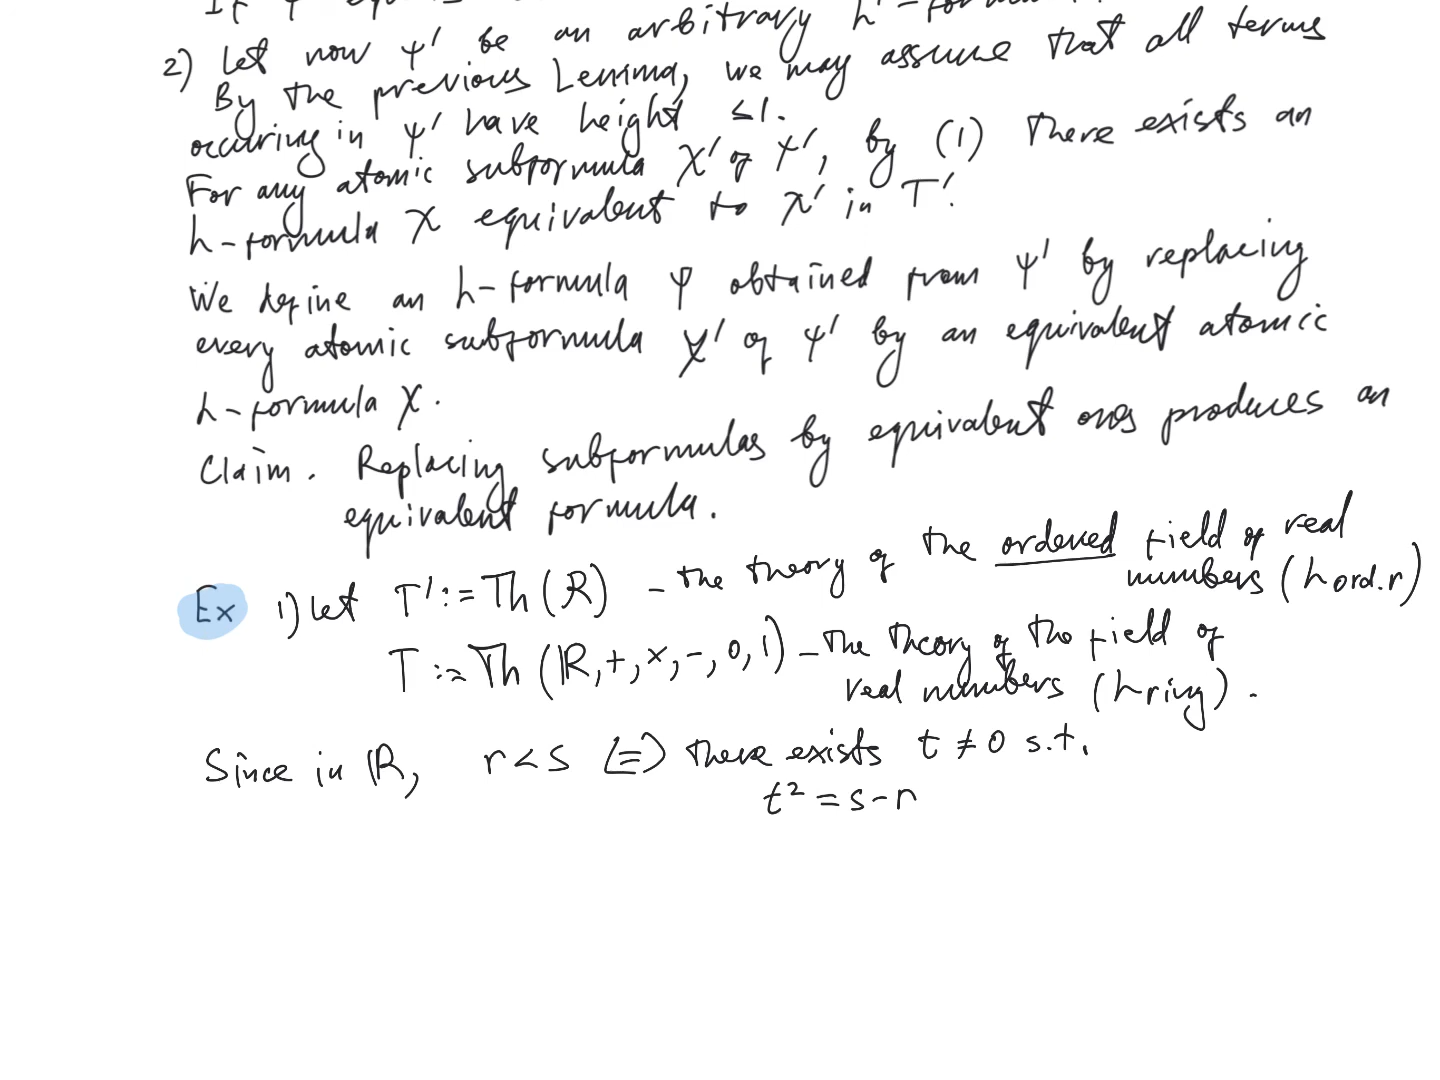 2) Let now ψ' be an arbitrary h'-formula.
By the previous Lemma, we may assume that all terms
occuring in ψ' have height ≤1.
For any atomic subformula χ' of ψ', by (1) there exists an
h-formula χ equivalent to χ' in T'.
We define an h-formula ψ obtained from ψ' by replacing
every atomic subformula χ' of ψ' by an equivalent atomic
h-formula χ.
Claim. Replacing subformulas by equivalent ones produces an
equivalent formula.
Ex 1) Let T' := Th(ℛ) - the theory of the ordered field of real
numbers (h ord.r)
T := Th (ℝ,+,×,-,0,1) - the theory of the field of
real numbers (h ring).
Since in ℝ, r<s (≡) there exists t ≠ 0 s.t.
t² = s-r